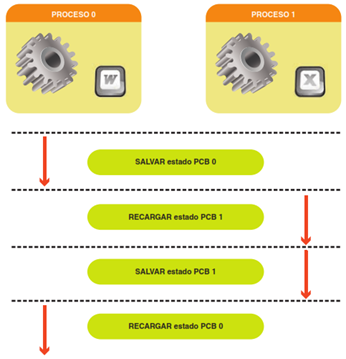 PROCESO 0
PROCESO 1
W
X
SALVAR estado PCB 0
RECARGAR estado PCB 1
SALVAR estado PCB 1
RECARGAR estado PCB 0